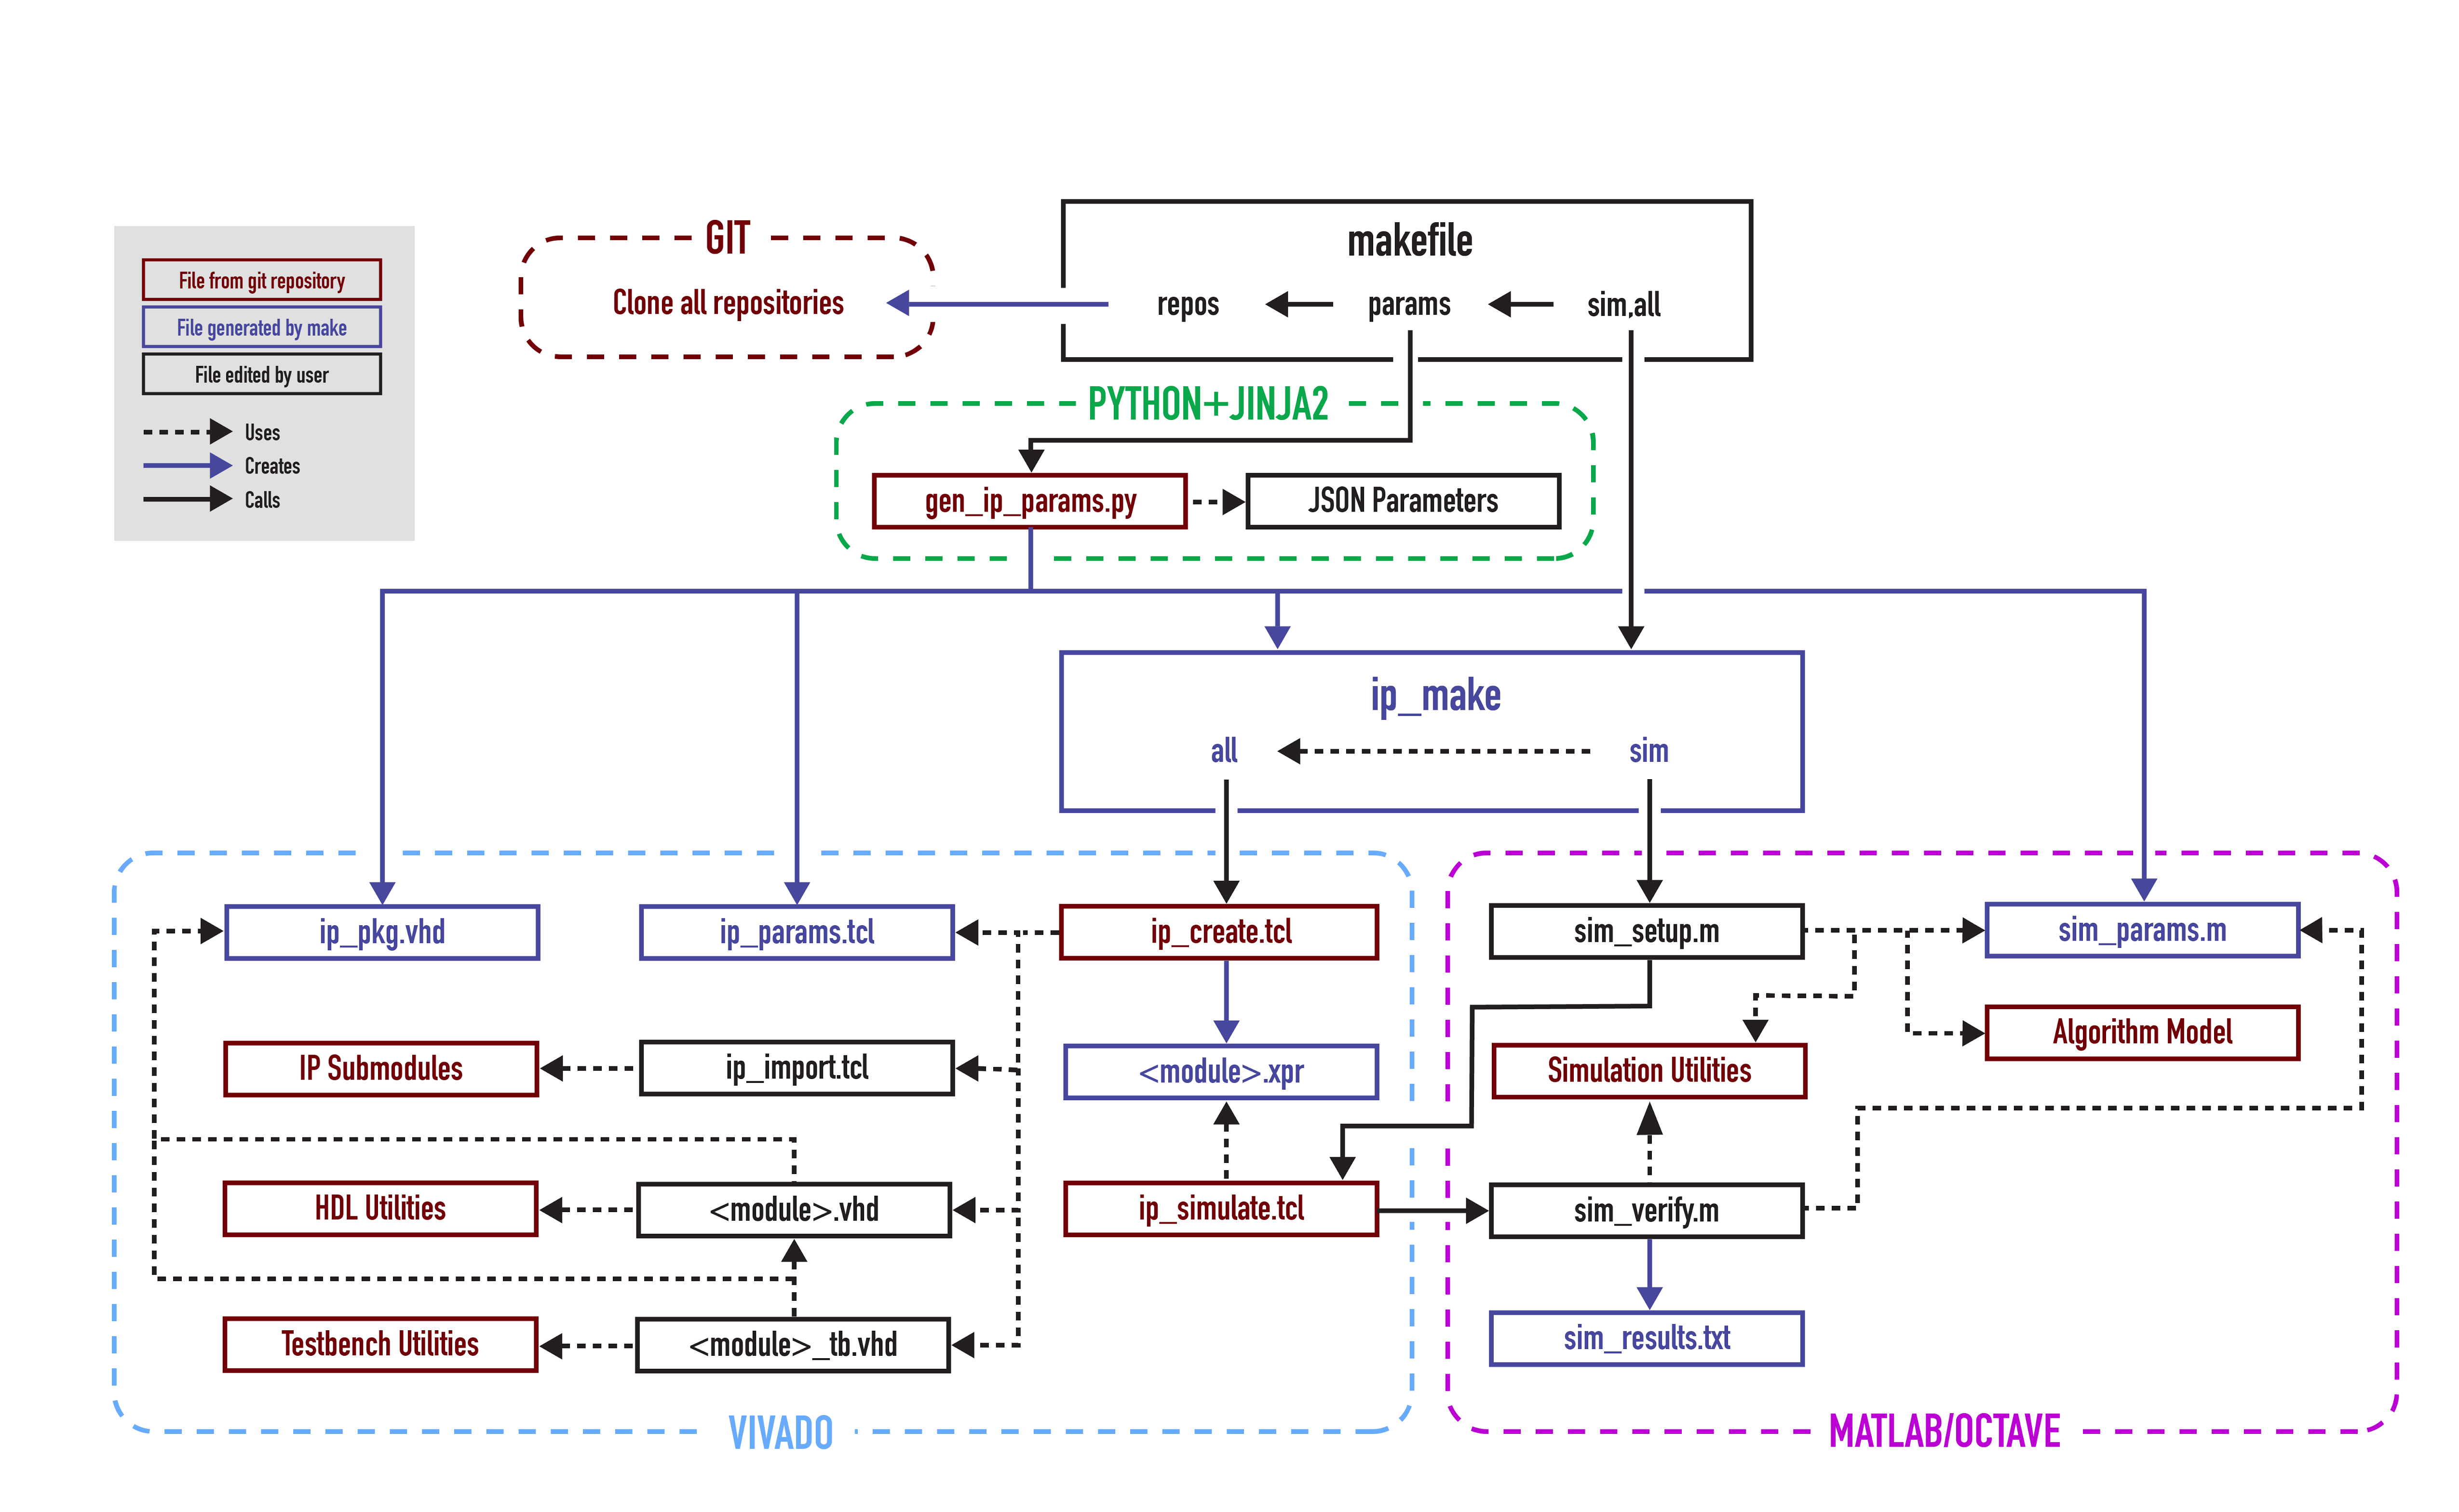 GIT
Clone all repositories
makefile
repos
params
sim,all
File from git repository
File generated by make
File edited by user
Uses
Creates
Calls
PYTHON+JINJA2
gen_ip_params.py
JSON Parameters
ip_make
all
sim
ip_pkg.vhd
ip_params.tcl
ip_create.tcl
sim_setup.m
sim_params.m
IP Submodules
ip_import.tcl
<module>.xpr
Simulation Utilities
Algorithm Model
HDL Utilities
<module>.vhd
ip_simulate.tcl
sim_verify.m
Testbench Utilities
<module>_tb.vhd
sim_results.txt
VIVADO
MATLAB/OCTAVE